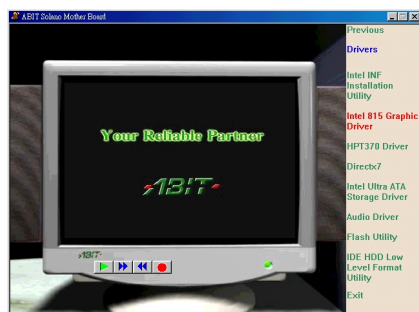 ABIT Solano Mother Board
Previous
Drivers
Intel INF
Installation
Utility
Intel 815 Graphic
Driver
HPT370 Driver
Directx7
Intel Ultra ATA
Storage Driver
Audio Driver
Flash Utility
IDE HDD Low
Level Format
Utility
Exit
Your Reliable Partner
ABIT
ABIT